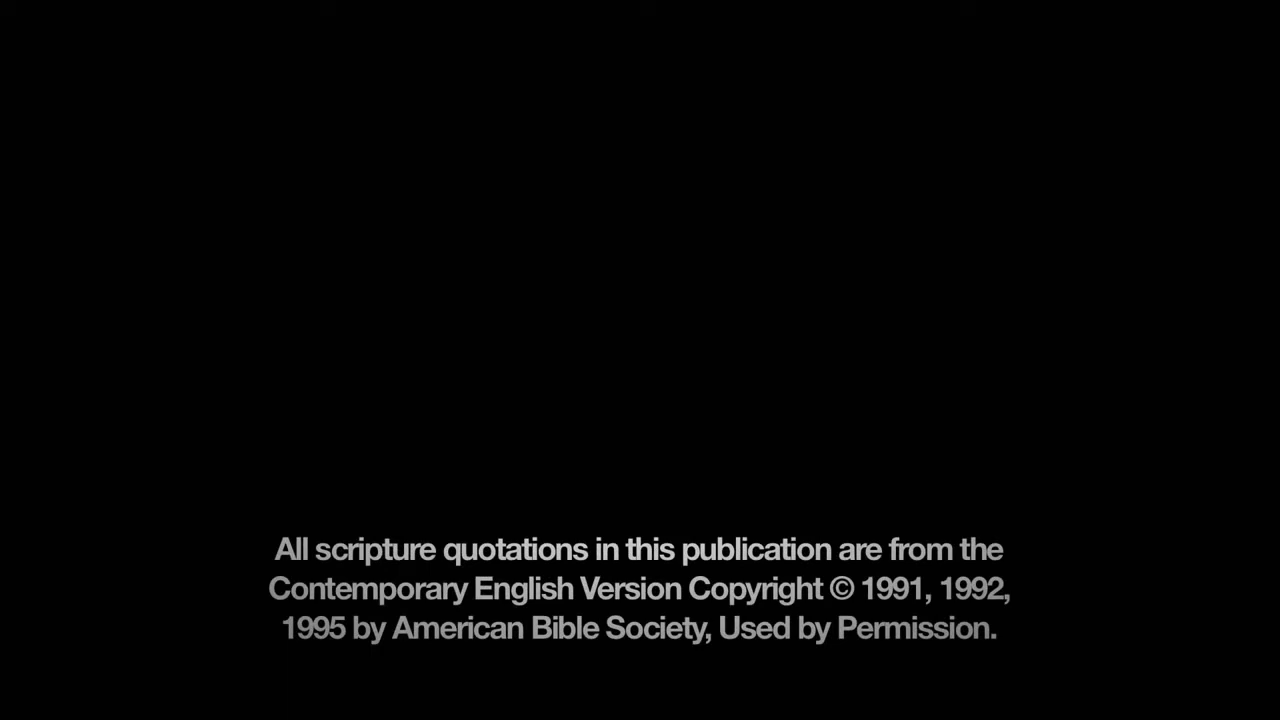 All scripture quotations in this publication are from the
Contemporary English Version Copyright © 1991, 1992,
1995 by American Bible Society, Used by Permission.